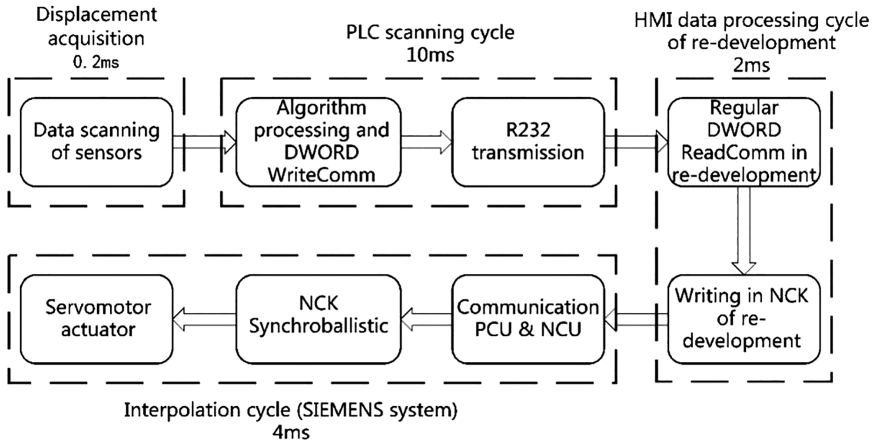 Displacement
acquisition
0.2ms
PLC scanning cycle
10ms
HMI data processing cycle
of re-development
2ms
Data scanning
of sensors
Algorithm
processing and
DWORD
WriteComm
R232
transmission
Regular
DWORD
ReadComm in
re-development
Servomotor
actuator
NCK
Synchroballistic
Communication
PCU & NCU
Writing in NCK
of re-
development
Interpolation cycle (SIEMENS system)
4ms